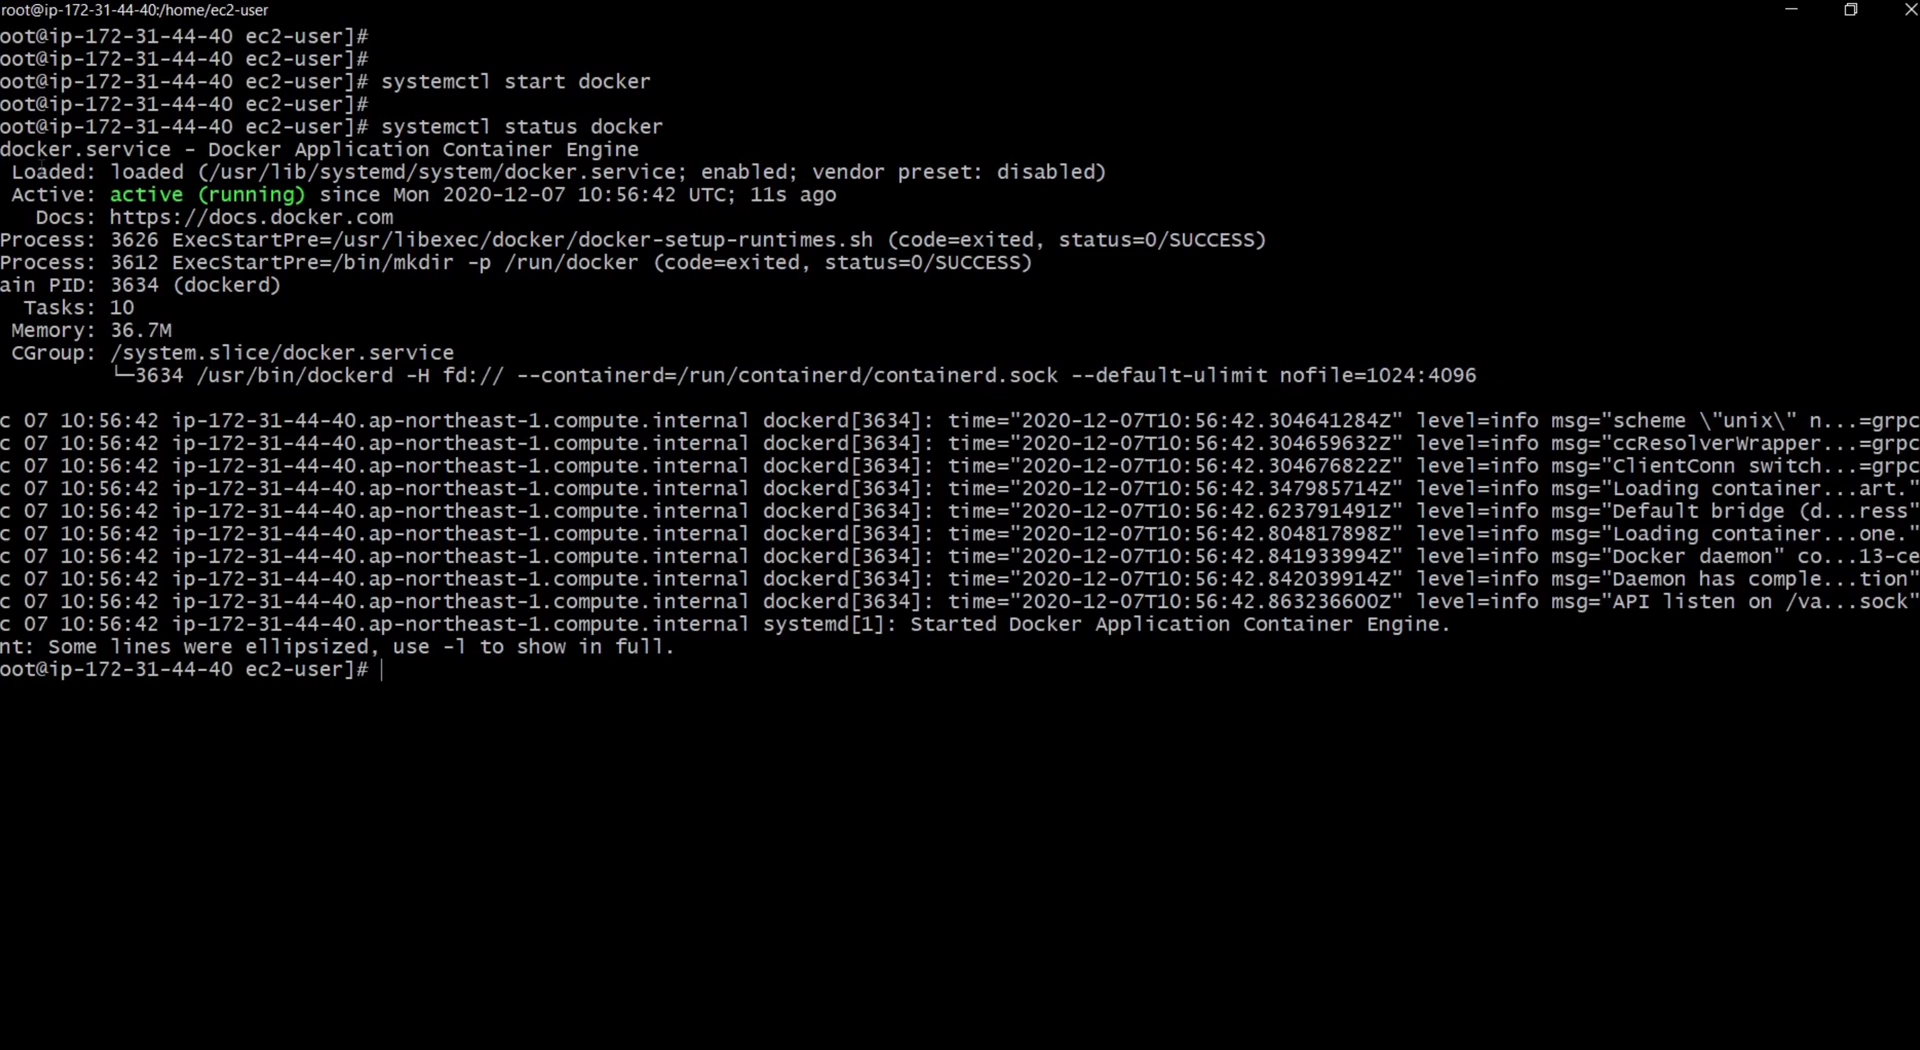 root@ip-172-31-44-40:/home/ec2-user
oot@ip-172-31-44-40 ec2-user]#
oot@ip-172-31-44-40 ec2-user]#
oot@ip-172-31-44-40 ec2-user]# systemctl start docker
oot@ip-172-31-44-40 ec2-user]#
oot@ip-172-31-44-40 ec2-user]# systemctl status docker
docker.service - Docker Application Container Engine
Loaded: loaded (/usr/lib/systemd/system/docker.service; enabled; vendor preset: disabled)
Active: active (running) since Mon 2020-12-07 10:56:42 UTC; 11s ago
Docs: https://docs.docker.com
Process: 3626 ExecStartPre=/usr/libexec/docker/docker-setup-runtimes.sh (code=exited, status=0/SUCCESS)
Process: 3612 ExecStartPre=/bin/mkdir -p /run/docker (code=exited, status=0/SUCCESS)
ain PID: 3634 (dockerd)
Tasks: 10
Memory: 36.7M
CGroup: /system.slice/docker.service
└─3634 /usr/bin/dockerd -H fd:// --containerd=/run/containerd/containerd.sock --default-ulimit nofile=1024:4096
c 07 10:56:42 ip-172-31-44-40.ap-northeast-1.compute.internal dockerd[3634]: time="2020-12-07T10:56:42.304641284Z" level=info msg="scheme \"unix\" n...=grpc
c 07 10:56:42 ip-172-31-44-40.ap-northeast-1.compute.internal dockerd[3634]: time="2020-12-07T10:56:42.304659632Z" level=info msg="ccResolverWrapper...=grpc
c 07 10:56:42 ip-172-31-44-40.ap-northeast-1.compute.internal dockerd[3634]: time="2020-12-07T10:56:42.304676822Z" level=info msg="ClientConn switch...=grpc
c 07 10:56:42 ip-172-31-44-40.ap-northeast-1.compute.internal dockerd[3634]: time="2020-12-07T10:56:42.347985714Z" level=info msg="Loading container...art."
c 07 10:56:42 ip-172-31-44-40.ap-northeast-1.compute.internal dockerd[3634]: time="2020-12-07T10:56:42.623791491Z" level=info msg="Default bridge (d...ress"
c 07 10:56:42 ip-172-31-44-40.ap-northeast-1.compute.internal dockerd[3634]: time="2020-12-07T10:56:42.804817898Z" level=info msg="Loading container...one."
c 07 10:56:42 ip-172-31-44-40.ap-northeast-1.compute.internal dockerd[3634]: time="2020-12-07T10:56:42.841933994Z" level=info msg="Docker daemon" co...13-ce
c 07 10:56:42 ip-172-31-44-40.ap-northeast-1.compute.internal dockerd[3634]: time="2020-12-07T10:56:42.842039914Z" level=info msg="Daemon has comple...tion"
c 07 10:56:42 ip-172-31-44-40.ap-northeast-1.compute.internal dockerd[3634]: time="2020-12-07T10:56:42.863236600Z" level=info msg="API listen on /va...sock"
c 07 10:56:42 ip-172-31-44-40.ap-northeast-1.compute.internal systemd[1]: Started Docker Application Container Engine.
nt: Some lines were ellipsized, use -l to show in full.
oot@ip-172-31-44-40 ec2-user]#